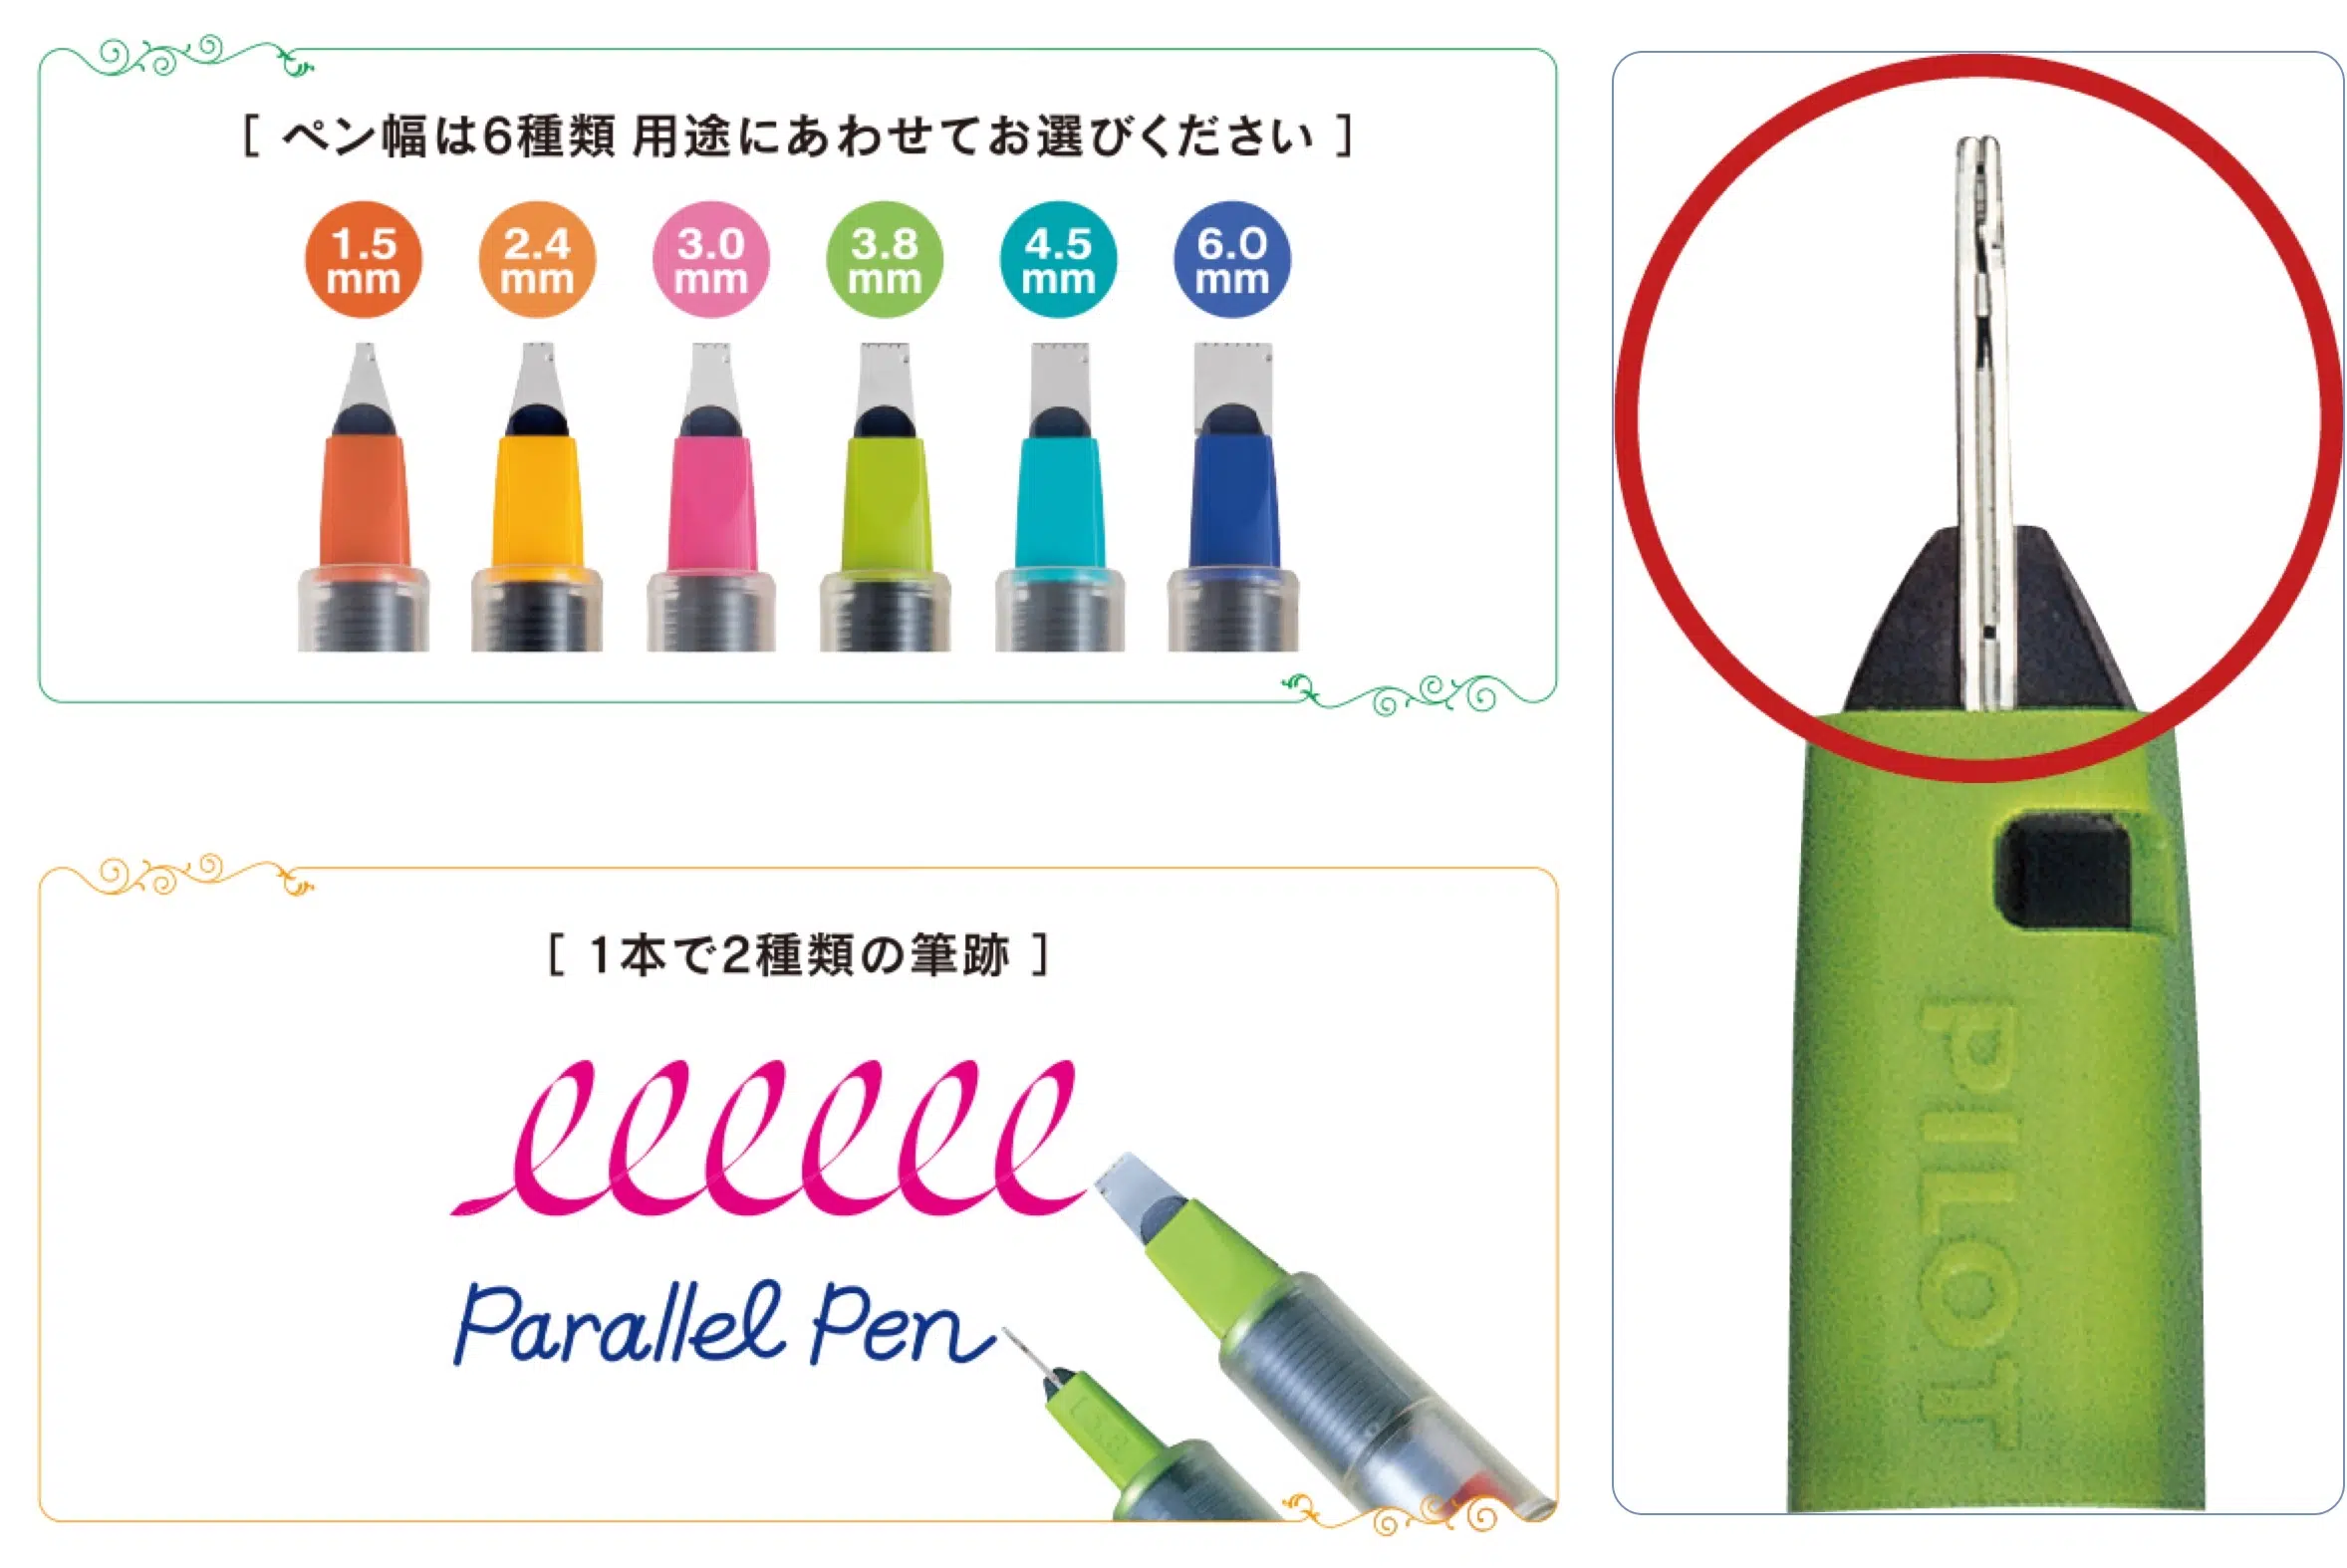 [ ペン幅は6種類 用途にあわせてお選びください ]
1.5 mm
2.4 mm
3.0 mm
3.8 mm
4.5 mm
6.0 mm
[ 1本で2種類の筆跡 ]
Parallel Pen
PILOT